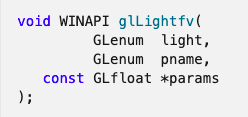 void WINAPI glLightfv(
GLenum light,
GLenum pname,
const GLfloat *params
);